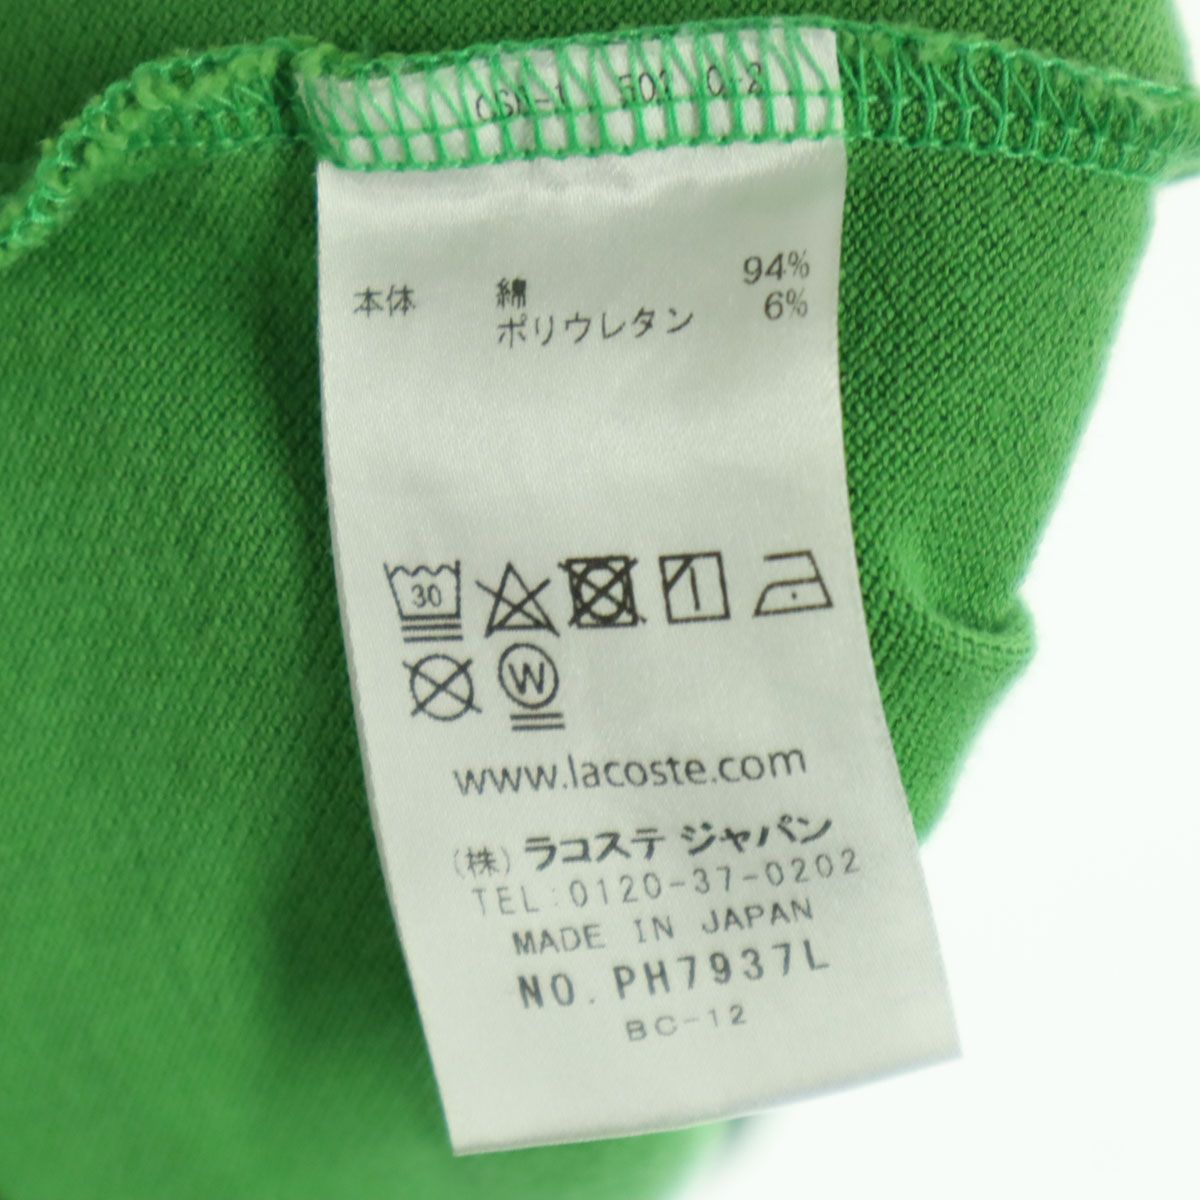 本体 綿 94%
ポリウレタン 6%
30
W
www.lacoste.com
(株) ラコステ ジャパン
TEL:0120-37-0202
MADE IN JAPAN
NO. PH7937L
BC-12